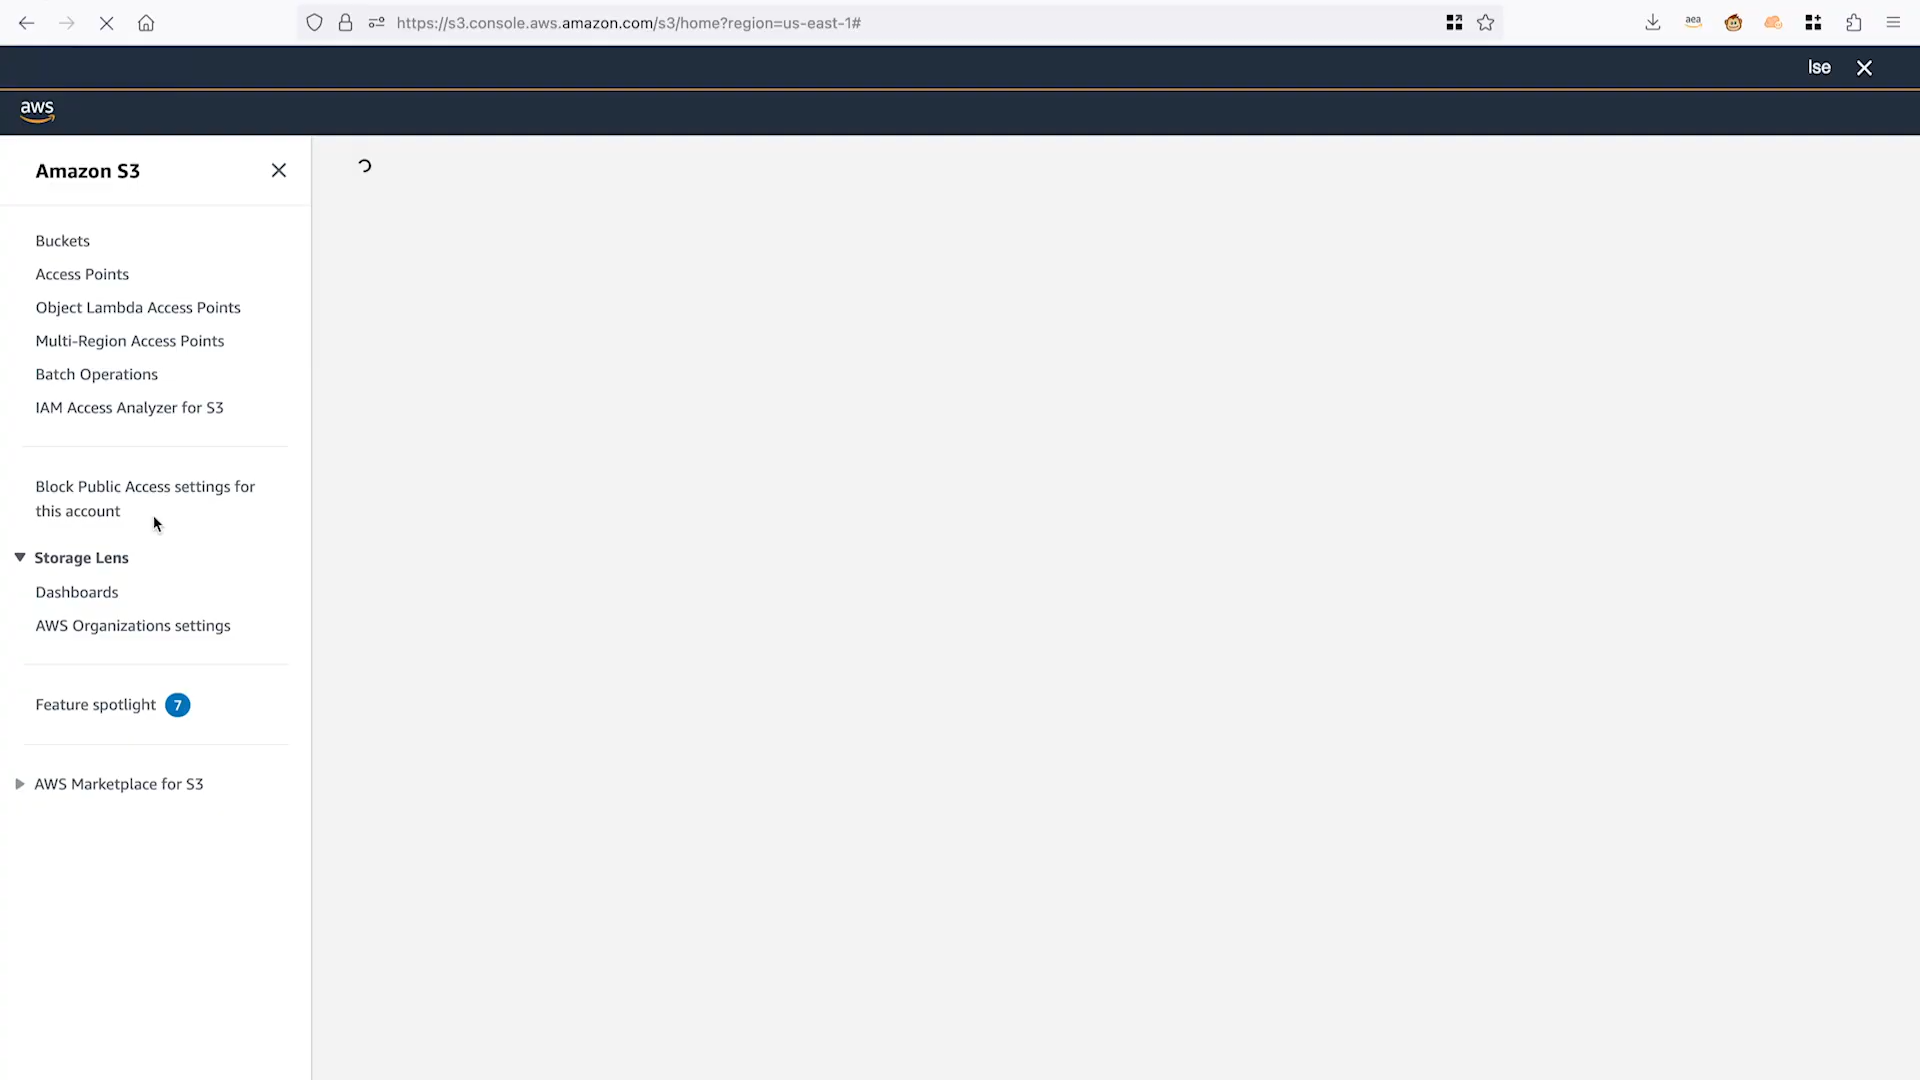 https://s3.console.aws.amazon.com/s3/home?region=us-east-1#
aea
lse
aws
Amazon S3
Buckets
Access Points
Object Lambda Access Points
Multi-Region Access Points
Batch Operations
IAM Access Analyzer for S3
Block Public Access settings for
this account
Storage Lens
Dashboards
AWS Organizations settings
Feature spotlight 7
AWS Marketplace for S3